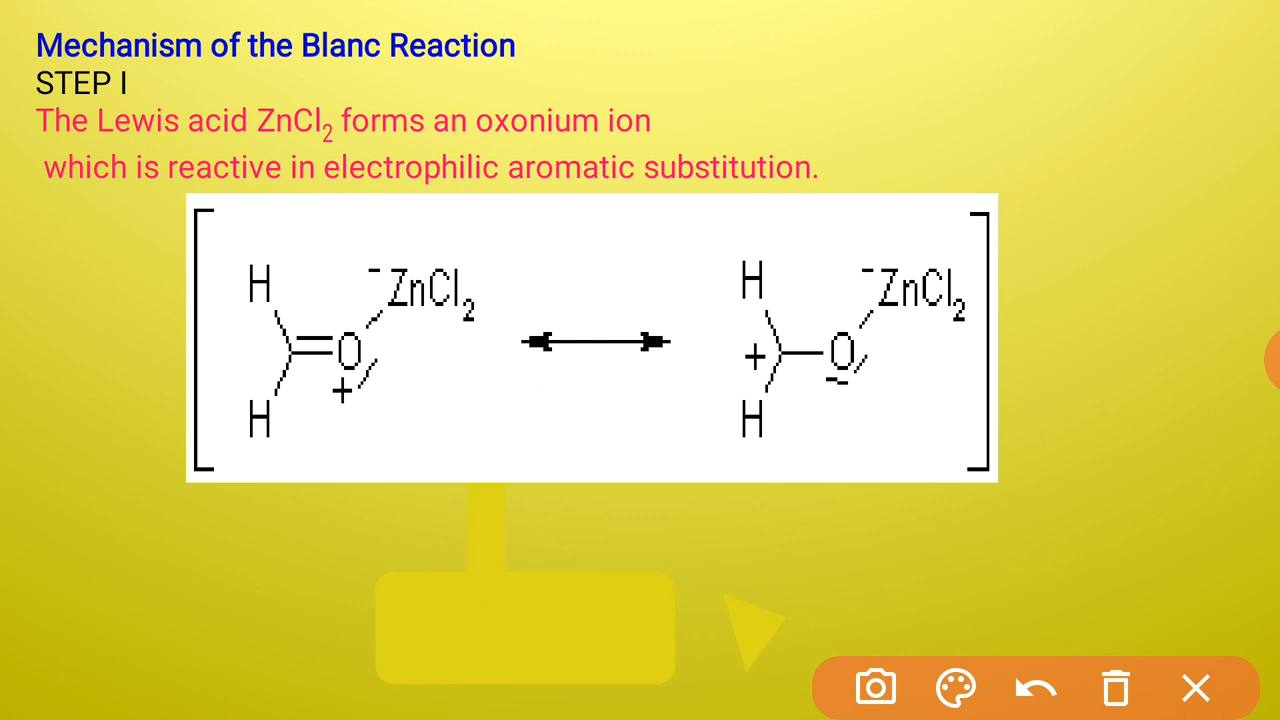 Mechanism of the Blanc Reaction
STEP I
The Lewis acid ZnCl₂ forms an oxonium ion
which is reactive in electrophilic aromatic substitution.
H ⁻ZnCl₂ H ⁻ZnCl₂
O + O
+
H H